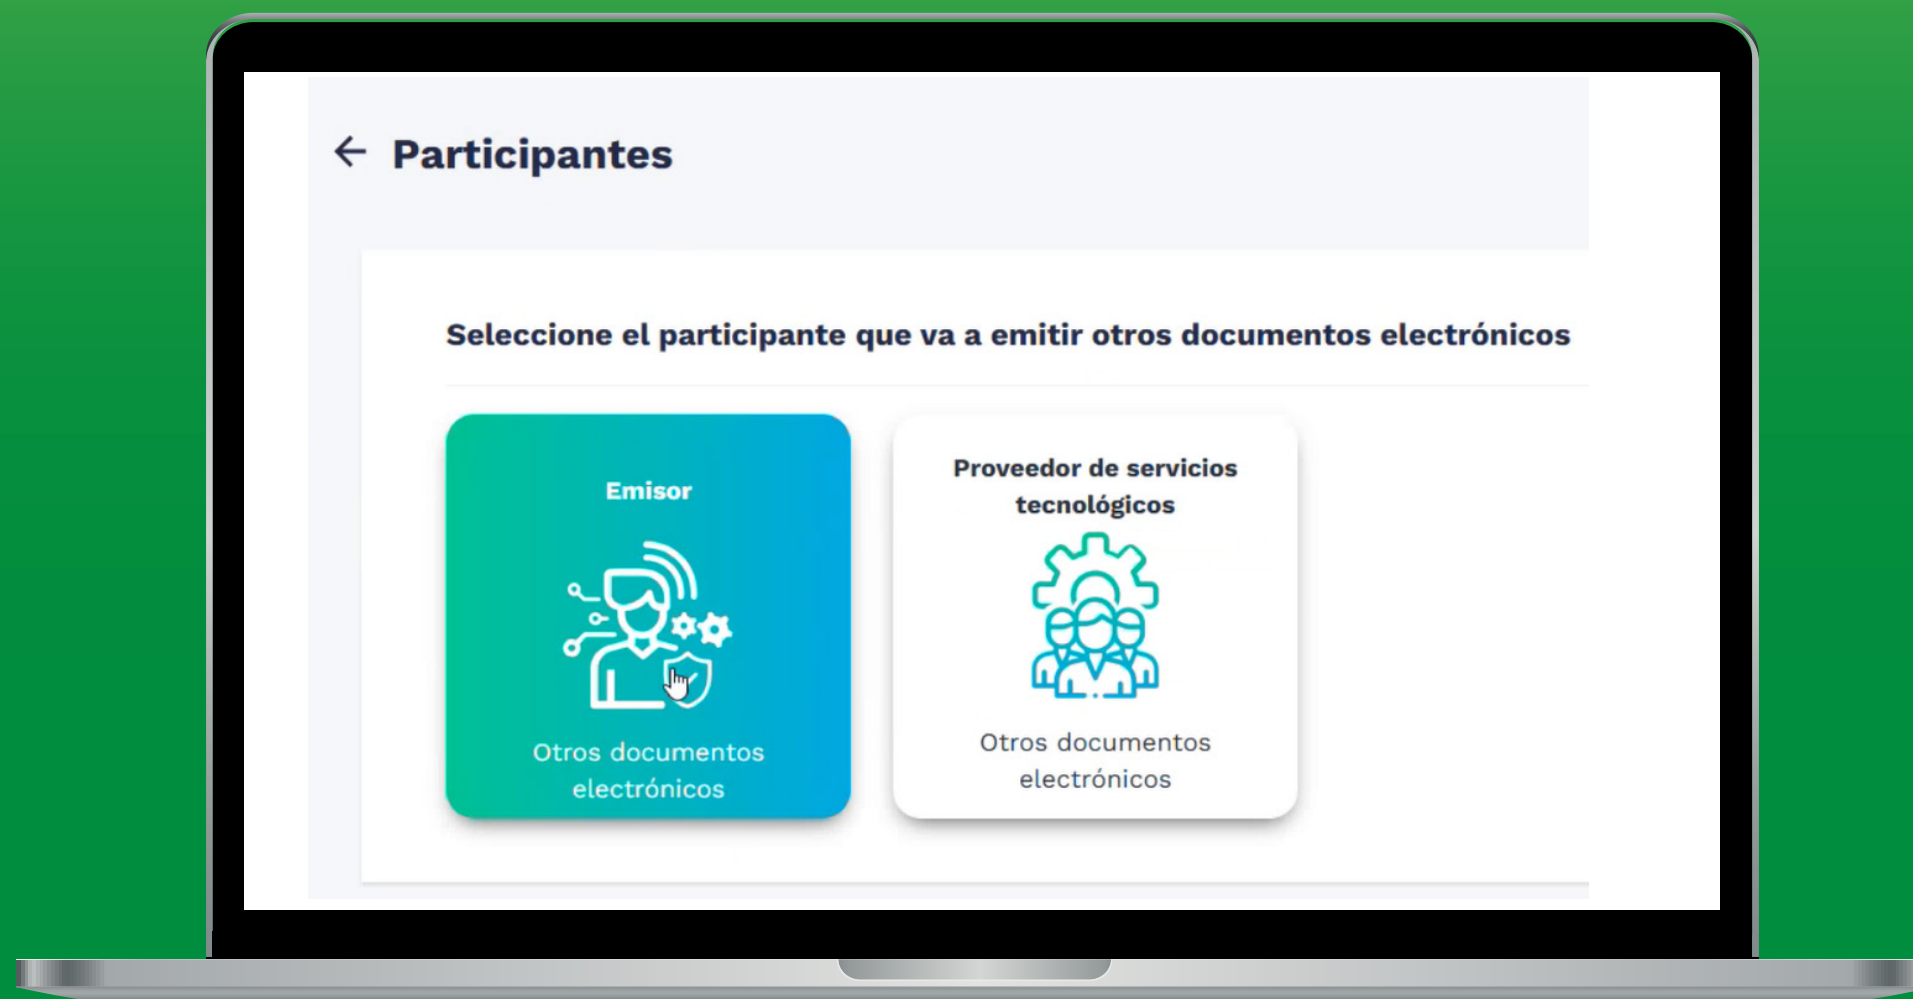 Participantes
Seleccione el participante que va a emitir otros documentos electrónicos
Emisor
Otros documentos
electrónicos
Proveedor de servicios
tecnológicos
Otros documentos
electrónicos